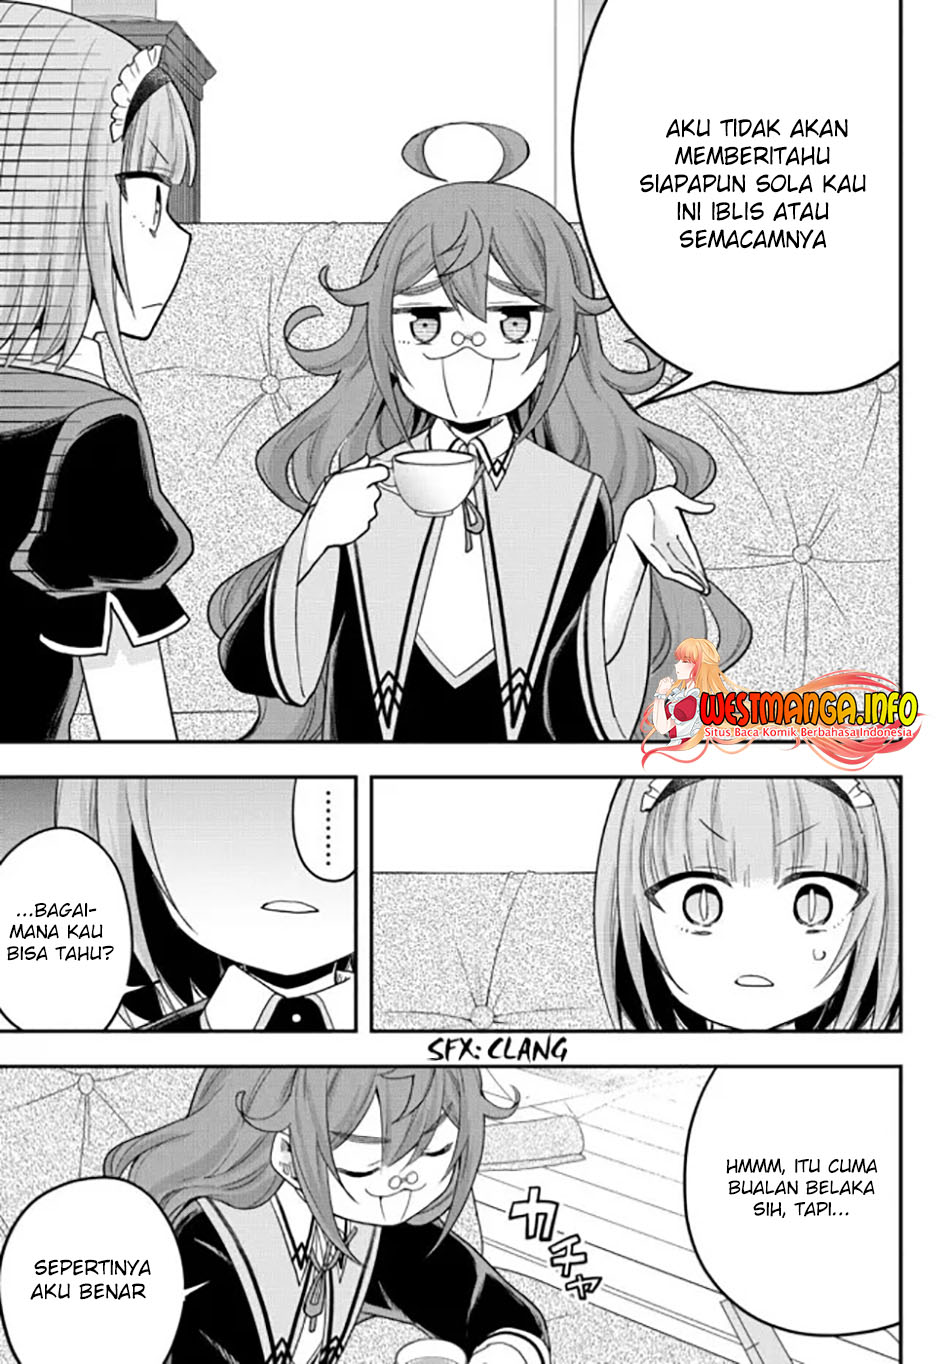 AKU TIDAK AKAN
MEMBERITAHU
SIAPAPUN SOLA KAU
INI IBLIS ATAU
SEMACAMNYA
WESTMANGA.INFO
Situs Baca Komik Berbahasa Indonesia
.........
...BAGAI-
MANA KAU
BISA TAHU?
SFX: CLANG
HMMM, ITU CUMA
BUALAN BELAKA
SIH, TAPI...
カチャ
SEPERTINYA
AKU BENAR